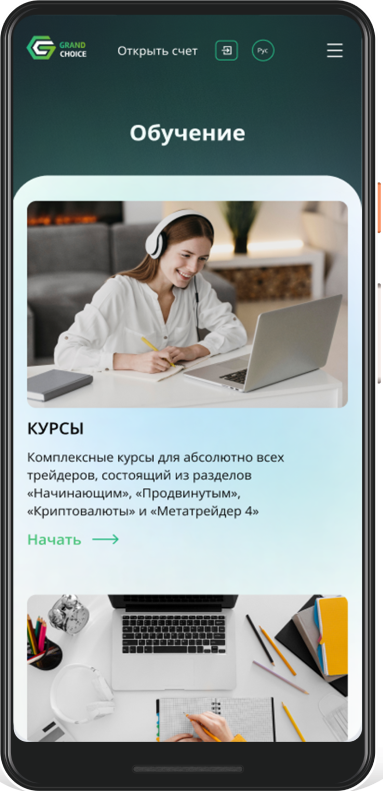 GRAND
CHOICE
Открыть счет
Рус
Обучение
КУРСЫ
Комплексные курсы для абсолютно всех
трейдеров, состоящий из разделов
«Начинающим», «Продвинутым»,
«Криптовалюты» и «Метатрейдер 4»
Начать